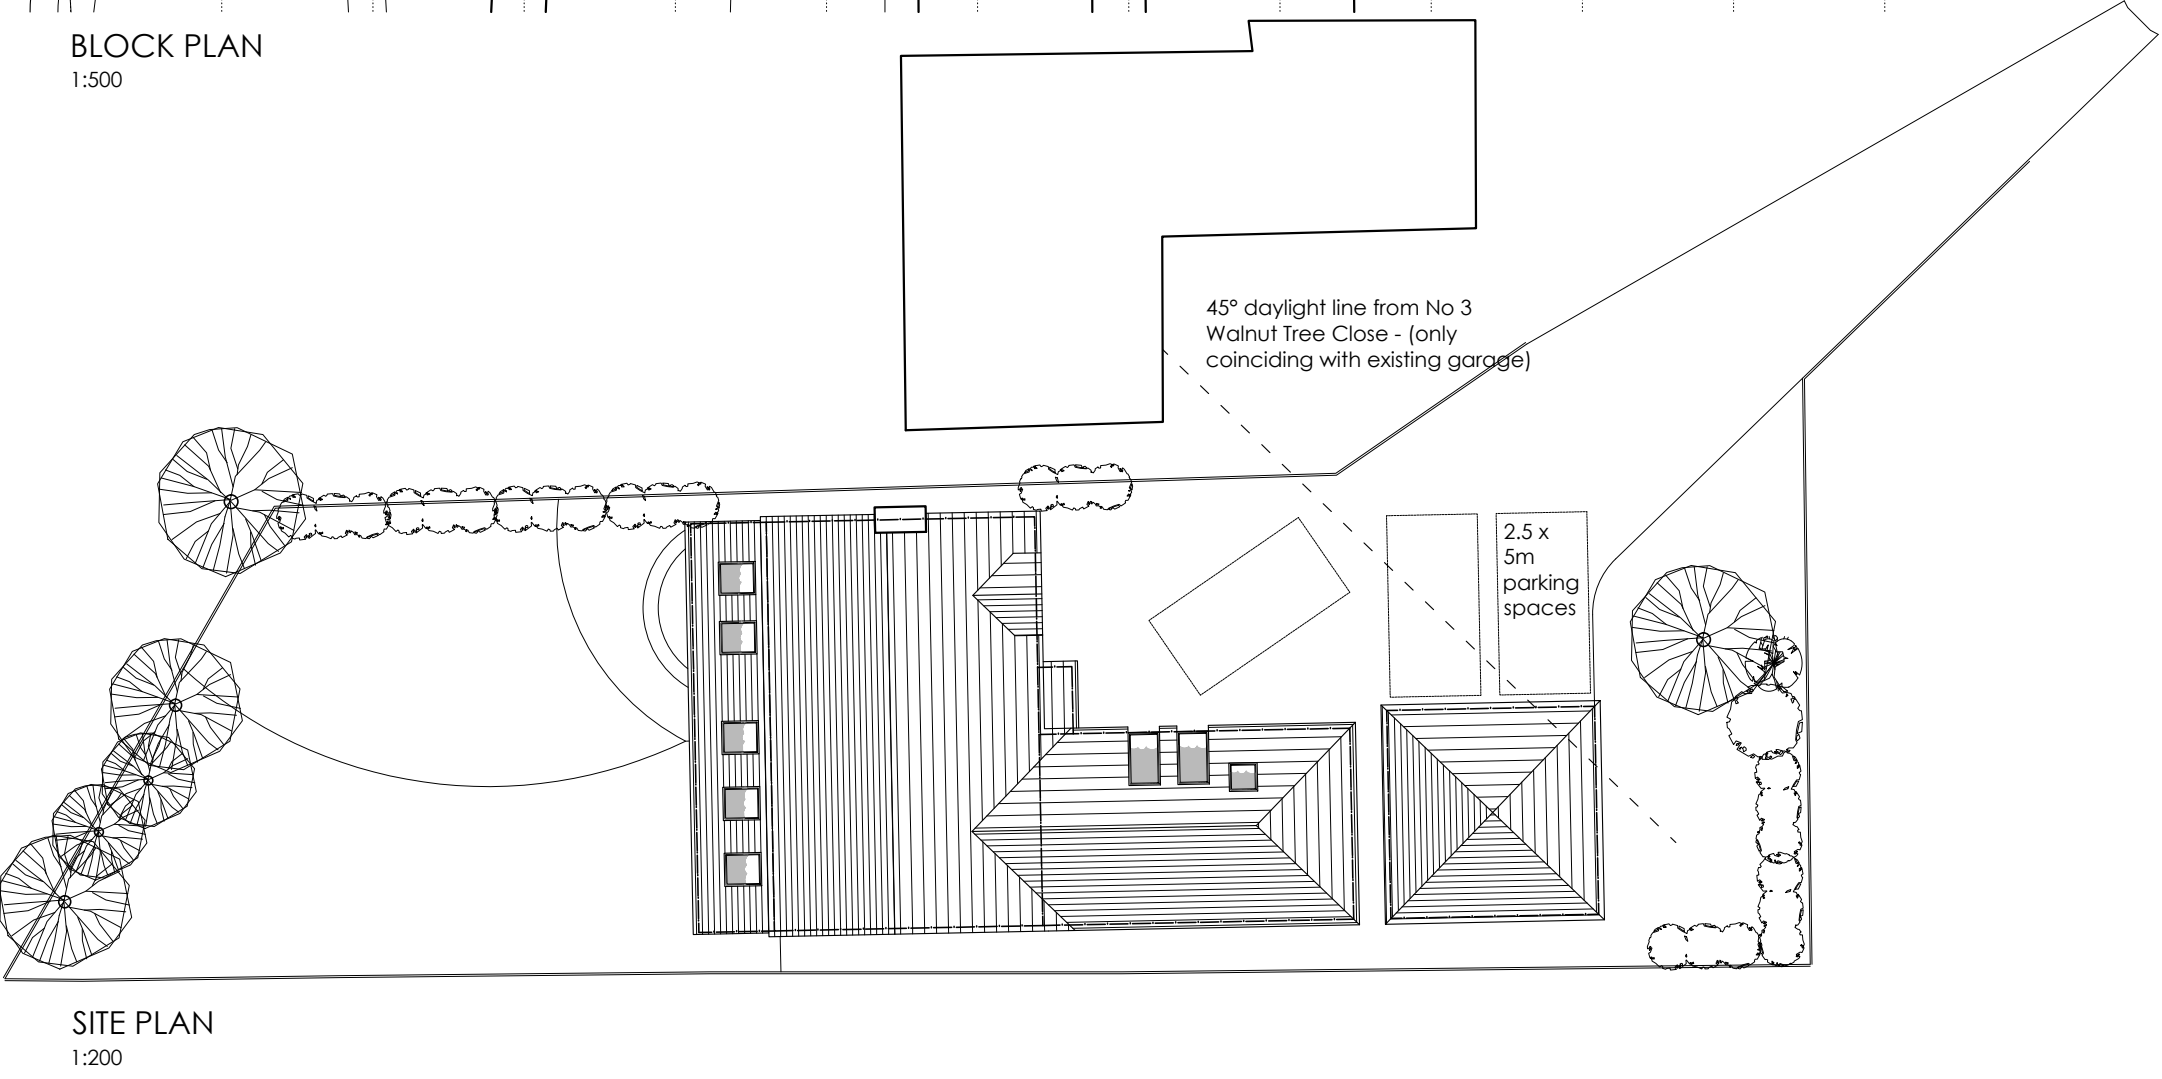 BLOCK PLAN
1:500
45° daylight line from No 3
Walnut Tree Close - (only
coinciding with existing garage)
2.5 x
5m
parking
spaces
SITE PLAN
1:200